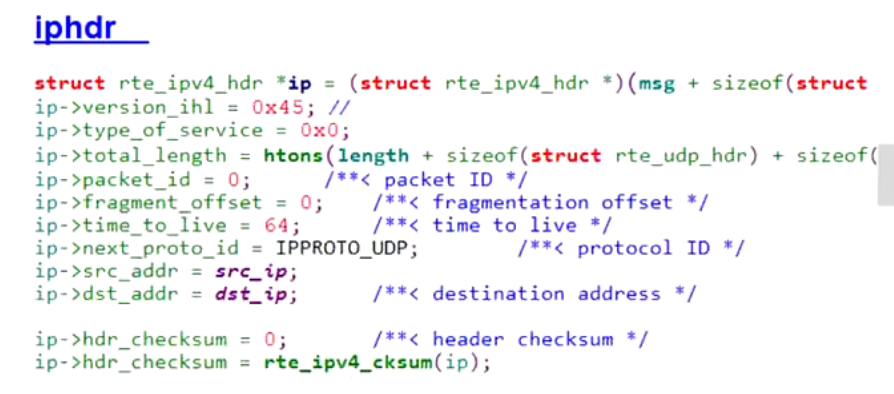 iphdr
struct rte_ipv4_hdr *ip = (struct rte_ipv4_hdr *)(msg + sizeof(struct
ip->version_ihl = 0x45; //
ip->type_of_service = 0x0;
ip->total_length = htons(length + sizeof(struct rte_udp_hdr) + sizeof(
ip->packet_id = 0;      /**< packet ID */
ip->fragment_offset = 0;     /**< fragmentation offset */
ip->time_to_live = 64;       /**< time to live */
ip->next_proto_id = IPPROTO_UDP;          /**< protocol ID */
ip->src_addr = src_ip;
ip->dst_addr = dst_ip;       /**< destination address */
ip->hdr_checksum = 0;        /**< header checksum */
ip->hdr_checksum = rte_ipv4_cksum(ip);